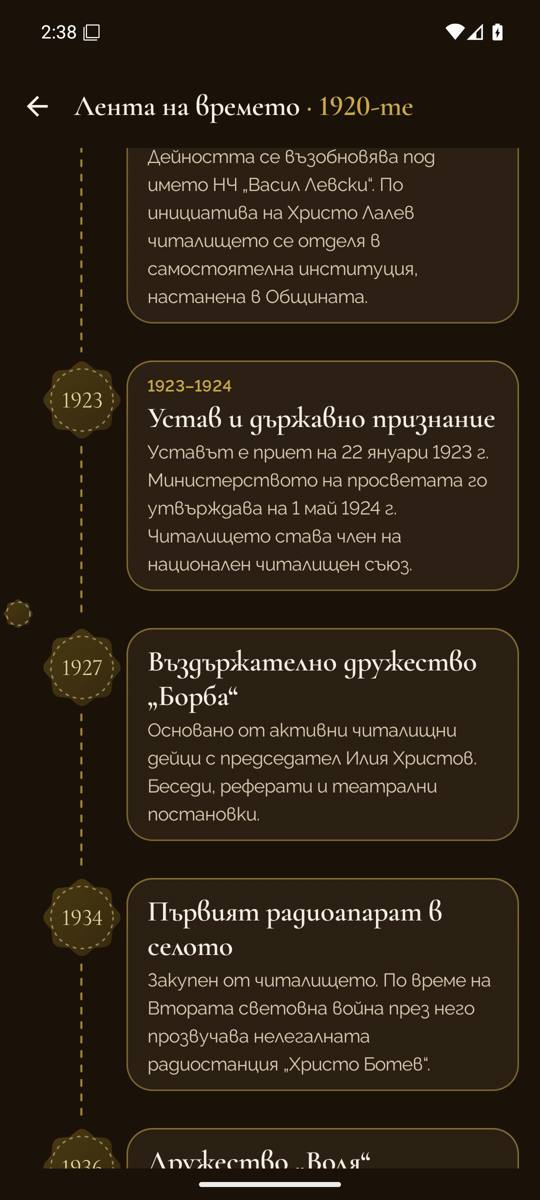 2:38
Лента на времето · 1920-те
Дейността се възобновява под
името НЧ „Васил Левски“. По
инициатива на Христо Лалев
читалището се отделя в
самостоятелна институция,
настанена в Общината.
1923
1923–1924
Устав и държавно признание
Уставът е приет на 22 януари 1923 г.
Министерството на просветата го
утвърждава на 1 май 1924 г.
Читалището става член на
национален читалищен съюз.
1927
Въздържателно дружество
„Борба“
Основано от активни читалищни
дейци с председател Илия Христов.
Беседи, реферати и театрални
постановки.
1934
Първият радиоапарат в
селото
Закупен от читалището. По време на
Втората световна война през него
прозвучава нелегалната
радиостанция „Христо Ботев“.
1936
Дружество „Воля“